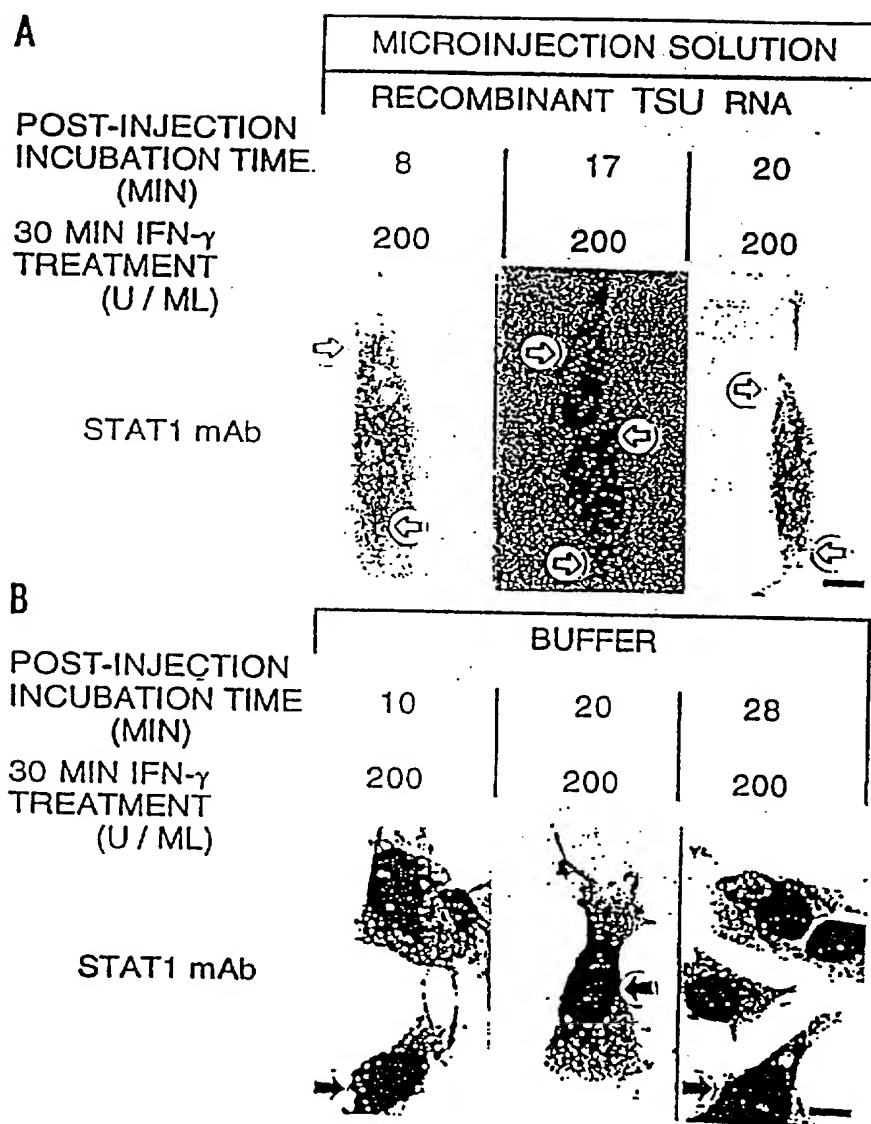 A
MICROINJECTION SOLUTION
RECOMBINANT TSU RNA
POST-INJECTION
INCUBATION TIME
(MIN)
8
17
20
30 MIN IFN-γ
TREATMENT
(U / ML)
200
200
200
STAT1 mAb
B
BUFFER
POST-INJECTION
INCUBATION TIME
(MIN)
10
20
28
30 MIN IFN-γ
TREATMENT
(U / ML)
200
200
200
STAT1 mAb